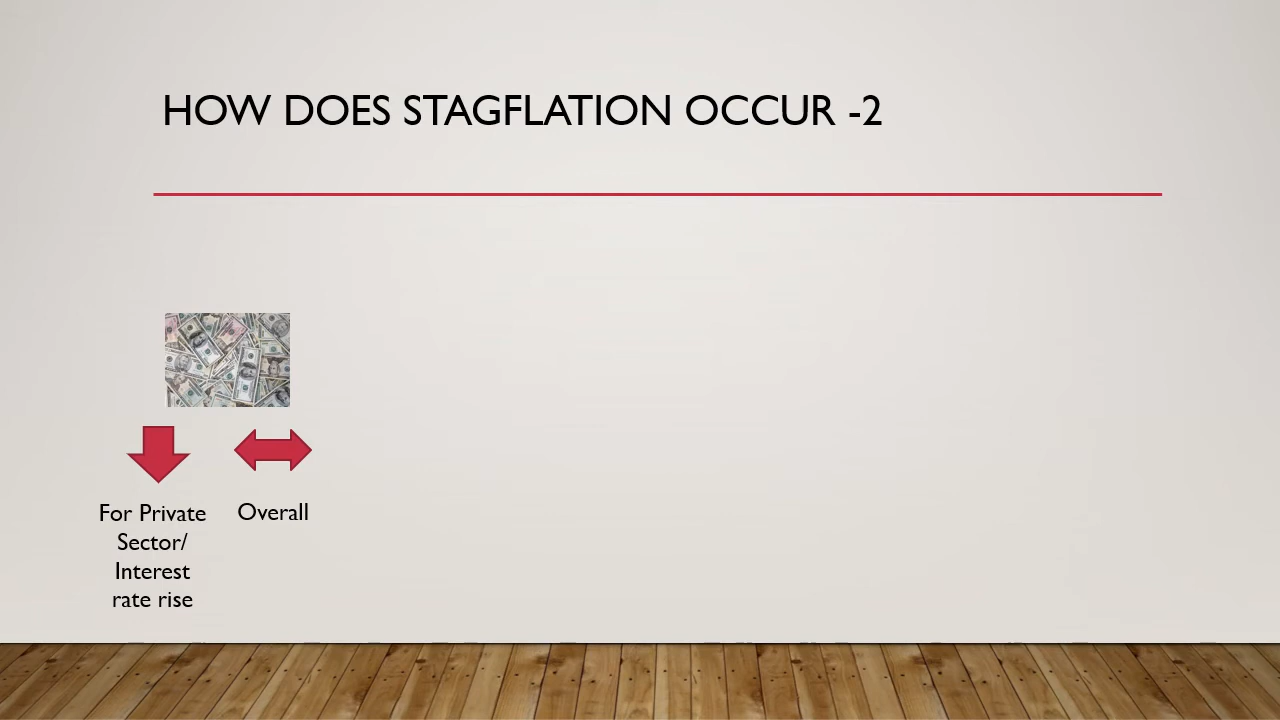 HOW DOES STAGFLATION OCCUR -2
For Private
Sector/
Interest
rate rise
Overall